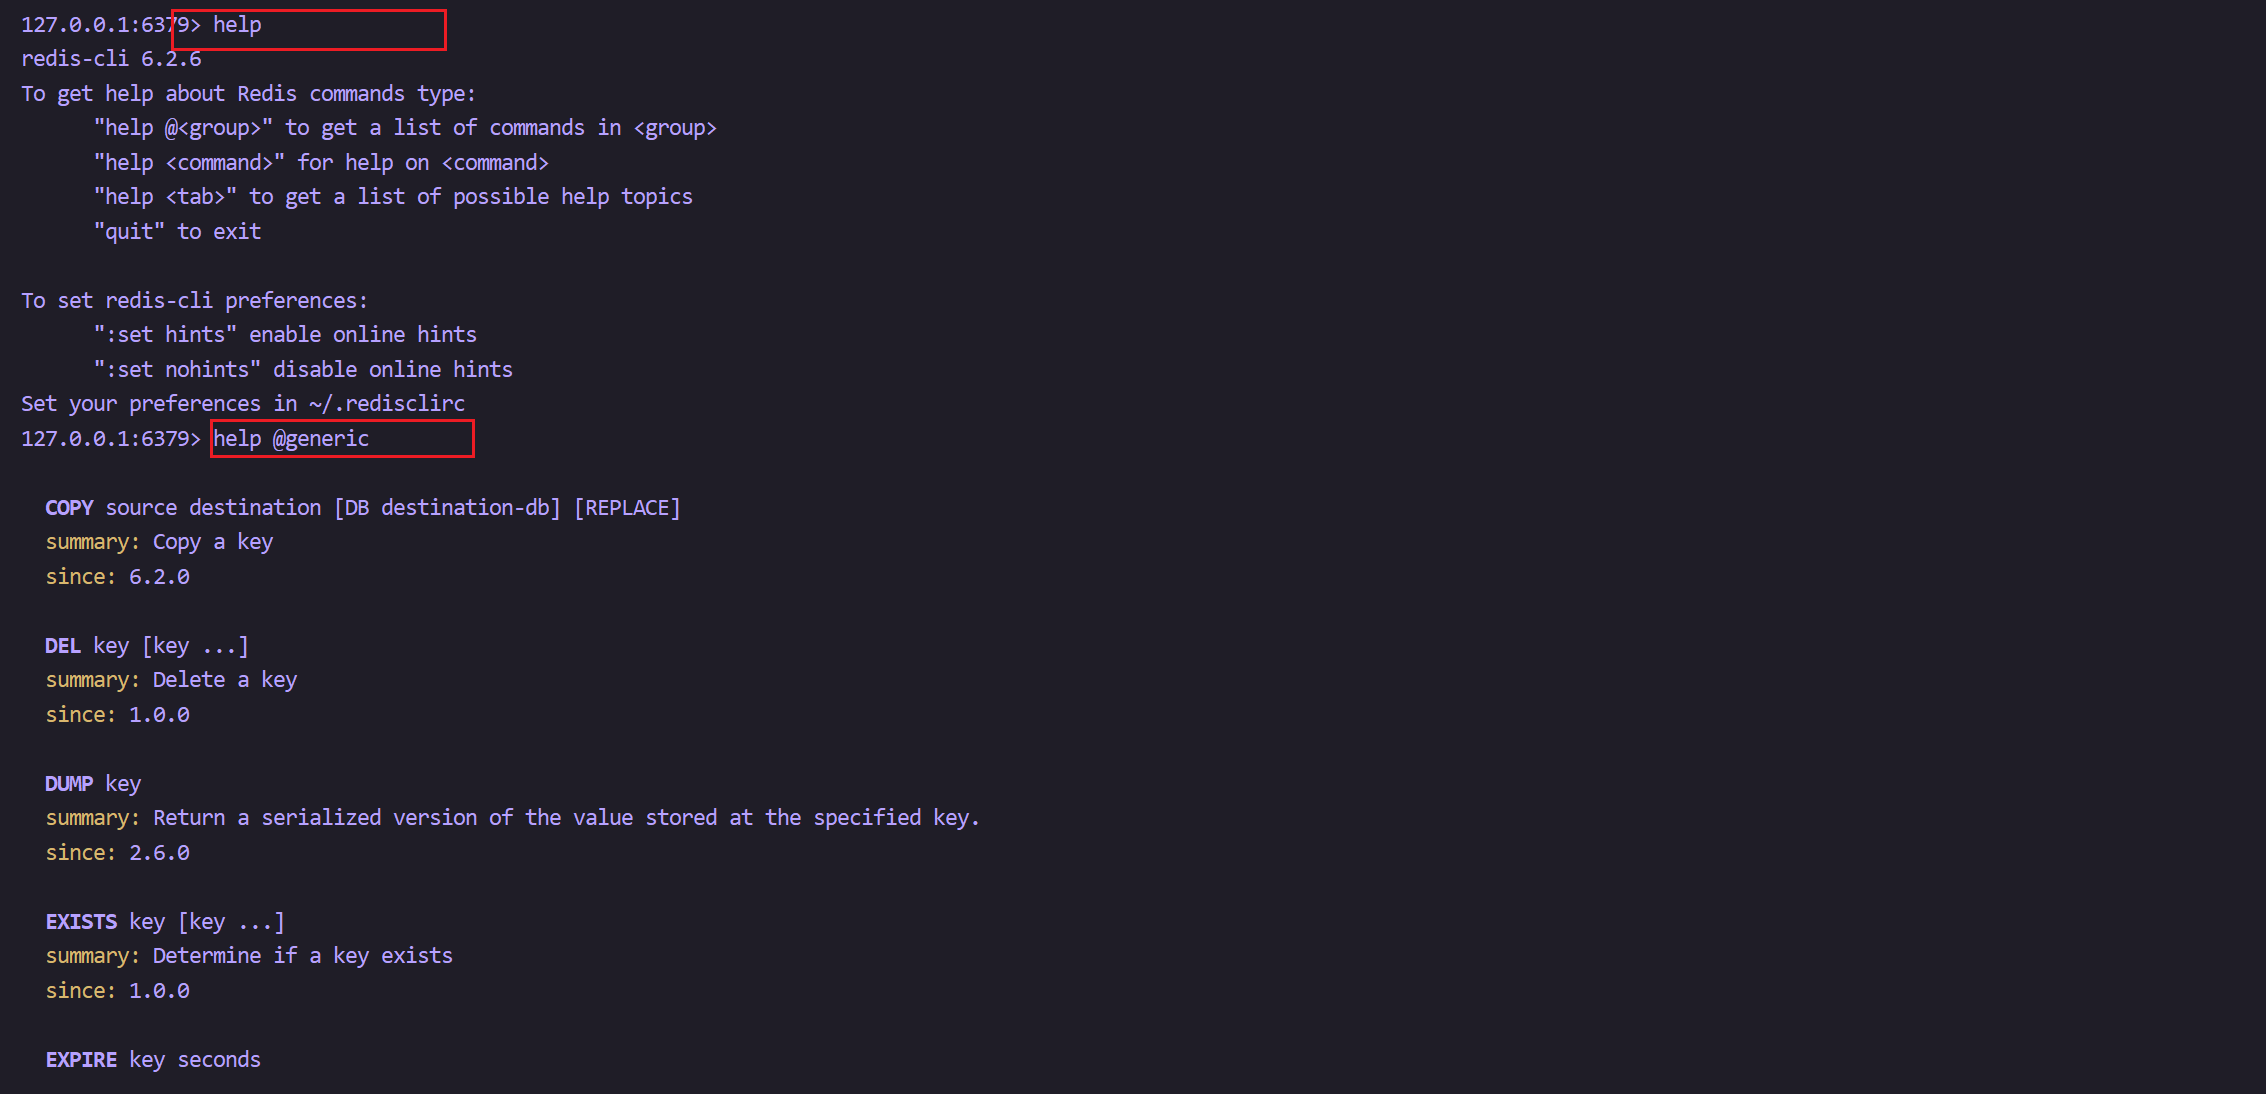 127.0.0.1:6379> help
redis-cli 6.2.6
To get help about Redis commands type:
      "help @<group>" to get a list of commands in <group>
      "help <command>" for help on <command>
      "help <tab>" to get a list of possible help topics
      "quit" to exit

To set redis-cli preferences:
      ":set hints" enable online hints
      ":set nohints" disable online hints
Set your preferences in ~/.redisclirc
127.0.0.1:6379> help @generic

  COPY source destination [DB destination-db] [REPLACE]
  summary: Copy a key
  since: 6.2.0

  DEL key [key ...]
  summary: Delete a key
  since: 1.0.0

  DUMP key
  summary: Return a serialized version of the value stored at the specified key.
  since: 2.6.0

  EXISTS key [key ...]
  summary: Determine if a key exists
  since: 1.0.0

  EXPIRE key seconds